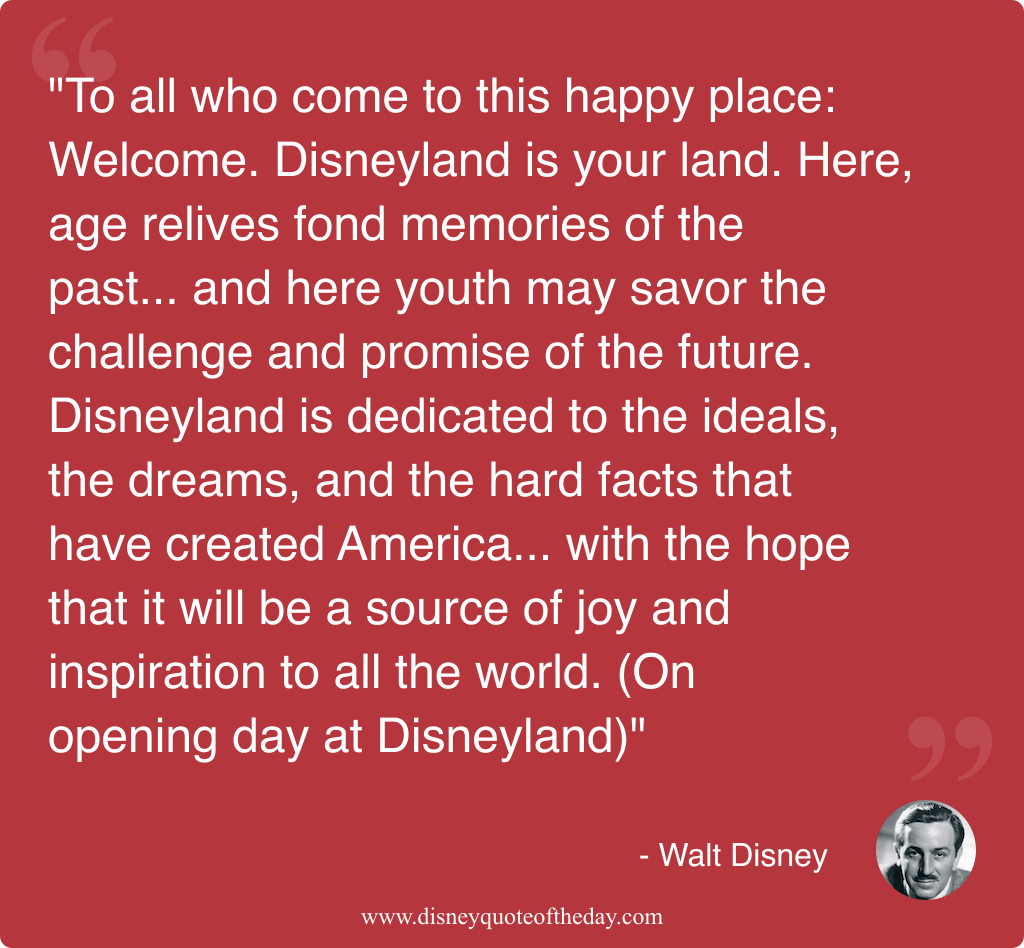 "To all who come to this happy place:
Welcome. Disneyland is your land. Here,
age relives fond memories of the
past... and here youth may savor the
challenge and promise of the future.
Disneyland is dedicated to the ideals,
the dreams, and the hard facts that
have created America... with the hope
that it will be a source of joy and
inspiration to all the world. (On
opening day at Disneyland)"
- Walt Disney
www.disneyquoteoftheday.com